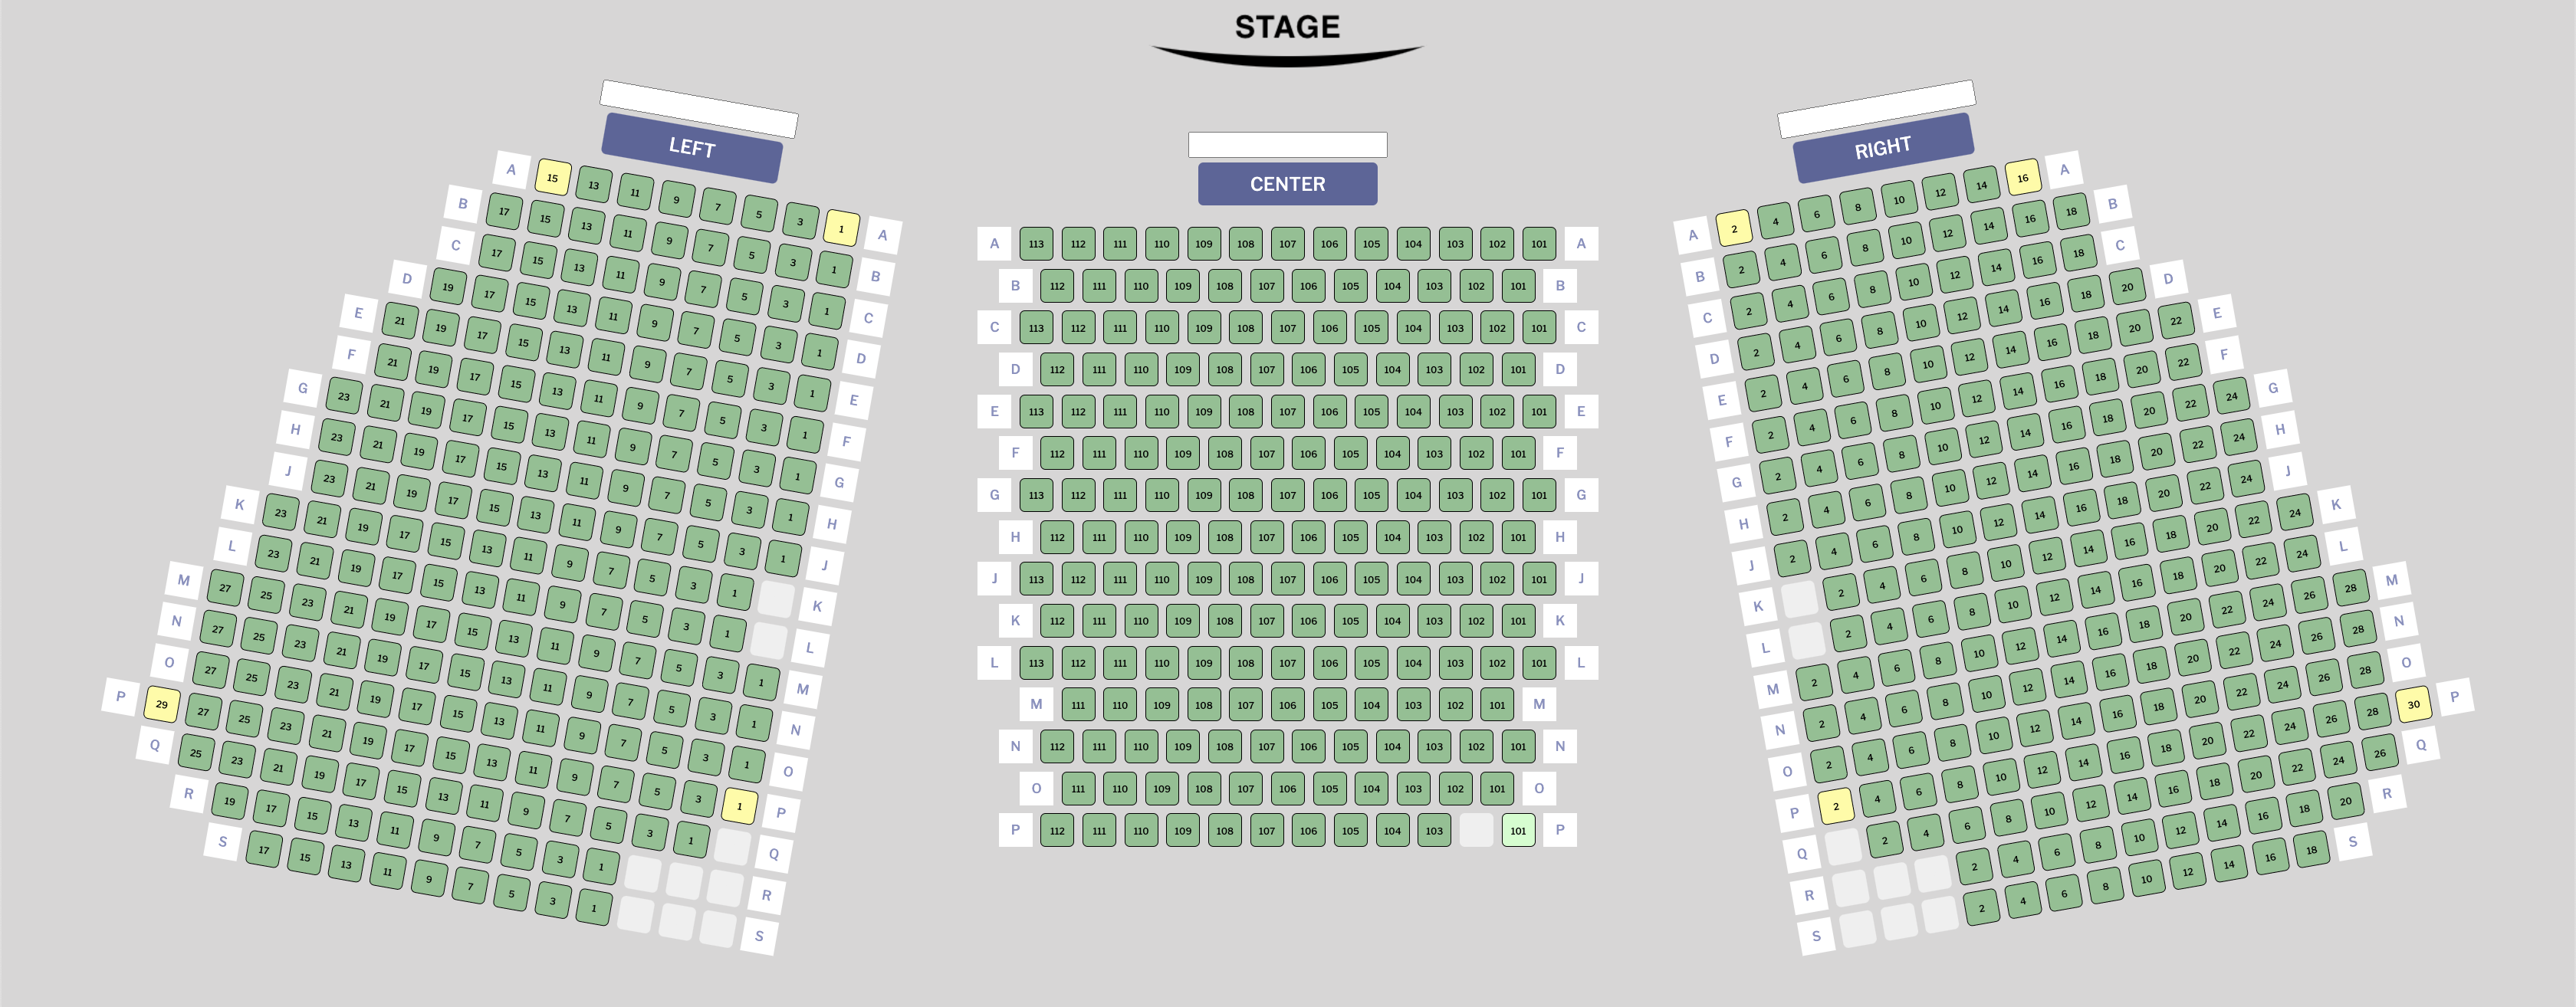 STAGE
LEFT
A 15 13 11 9 7 5 3 1 A
B 17 15 13 11 9 7 5 3 1 B
C 17 15 13 11 9 7 5 3 1 C
D 19 17 15 13 11 9 7 5 3 1 D
E 21 19 17 15 13 11 9 7 5 3 1 E
F 21 19 17 15 13 11 9 7 5 3 1 F
G 23 21 19 17 15 13 11 9 7 5 3 1 G
H 23 21 19 17 15 13 11 9 7 5 3 1 H
J 23 21 19 17 15 13 11 9 7 5 3 1 J
K 23 21 19 17 15 13 11 9 7 5 3 1 K
L 23 21 19 17 15 13 11 9 7 5 3 1 L
M 27 25 23 21 19 17 15 13 11 9 7 5 3 1 M
N 27 25 23 21 19 17 15 13 11 9 7 5 3 1 N
O 27 25 23 21 19 17 15 13 11 9 7 5 3 1 O
P 29 27 25 23 21 19 17 15 13 11 9 7 5 3 1 P
Q 25 23 21 19 17 15 13 11 9 7 5 3 1 Q
R 19 17 15 13 11 9 7 5 3 1 R
S 17 15 13 11 9 7 5 3 1 S
CENTER
A 113 112 111 110 109 108 107 106 105 104 103 102 101 A
B 112 111 110 109 108 107 106 105 104 103 102 101 B
C 113 112 111 110 109 108 107 106 105 104 103 102 101 C
D 112 111 110 109 108 107 106 105 104 103 102 101 D
E 113 112 111 110 109 108 107 106 105 104 103 102 101 E
F 112 111 110 109 108 107 106 105 104 103 102 101 F
G 113 112 111 110 109 108 107 106 105 104 103 102 101 G
H 112 111 110 109 108 107 106 105 104 103 102 101 H
J 113 112 111 110 109 108 107 106 105 104 103 102 101 J
K 112 111 110 109 108 107 106 105 104 103 102 101 K
L 113 112 111 110 109 108 107 106 105 104 103 102 101 L
M 111 110 109 108 107 106 105 104 103 102 101 M
N 112 111 110 109 108 107 106 105 104 103 102 101 N
O 111 110 109 108 107 106 105 104 103 102 101 O
P 112 111 110 109 108 107 106 105 104 103 101 P
RIGHT
A 2 4 6 8 10 12 14 16 A
B 2 4 6 8 10 12 14 16 18 B
C 2 4 6 8 10 12 14 16 18 C
D 2 4 6 8 10 12 14 16 18 20 D
E 2 4 6 8 10 12 14 16 18 20 22 E
F 2 4 6 8 10 12 14 16 18 20 22 F
G 2 4 6 8 10 12 14 16 18 20 22 24 G
H 2 4 6 8 10 12 14 16 18 20 22 24 H
J 2 4 6 8 10 12 14 16 18 20 22 24 J
K 2 4 6 8 10 12 14 16 18 20 22 24 K
L 2 4 6 8 10 12 14 16 18 20 22 24 L
M 2 4 6 8 10 12 14 16 18 20 22 24 26 28 M
N 2 4 6 8 10 12 14 16 18 20 22 24 26 28 N
O 2 4 6 8 10 12 14 16 18 20 22 24 26 28 O
P 2 4 6 8 10 12 14 16 18 20 22 24 26 28 30 P
Q 2 4 6 8 10 12 14 16 18 20 22 24 26 Q
R 2 4 6 8 10 12 14 16 18 20 R
S 2 4 6 8 10 12 14 16 18 S